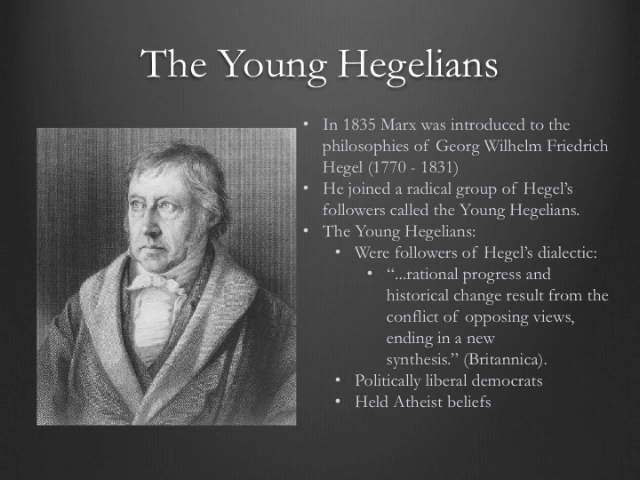 The Young Hegelians
• In 1835 Marx was introduced to the
philosophies of Georg Wilhelm Friedrich
Hegel (1770 - 1831)
• He joined a radical group of Hegel’s
followers called the Young Hegelians.
• The Young Hegelians:
• Were followers of Hegel’s dialectic:
• “...rational progress and
historical change result from the
conflict of opposing views,
ending in a new
synthesis.” (Britannica).
• Politically liberal democrats
• Held Atheist beliefs